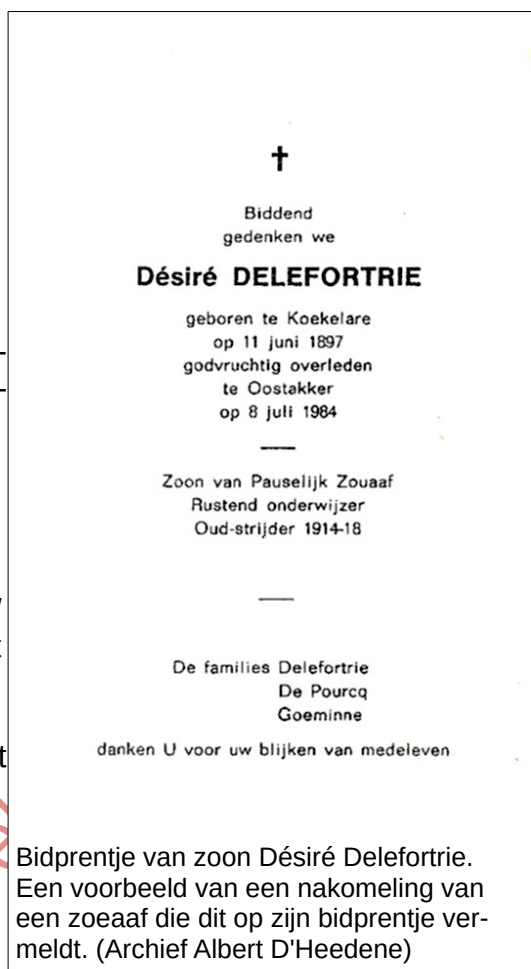 Biddend
gedenken we
Désiré DELEFORTRIE
geboren te Koekelare
op 11 juni 1897
godvruchtig overleden
te Oostakker
op 8 juli 1984
Zoon van Pauselijk Zouaaf
Rustend onderwijzer
Oud-strijder 1914-18
De families Delefortrie
De Pourcq
Goeminne
danken U voor uw blijken van medeleven
Bidprentje van zoon Désiré Delefortrie.
Een voorbeeld van een nakomeling van
een zoeaaf die dit op zijn bidprentje ver-
meldt. (Archief Albert D'Heedene)